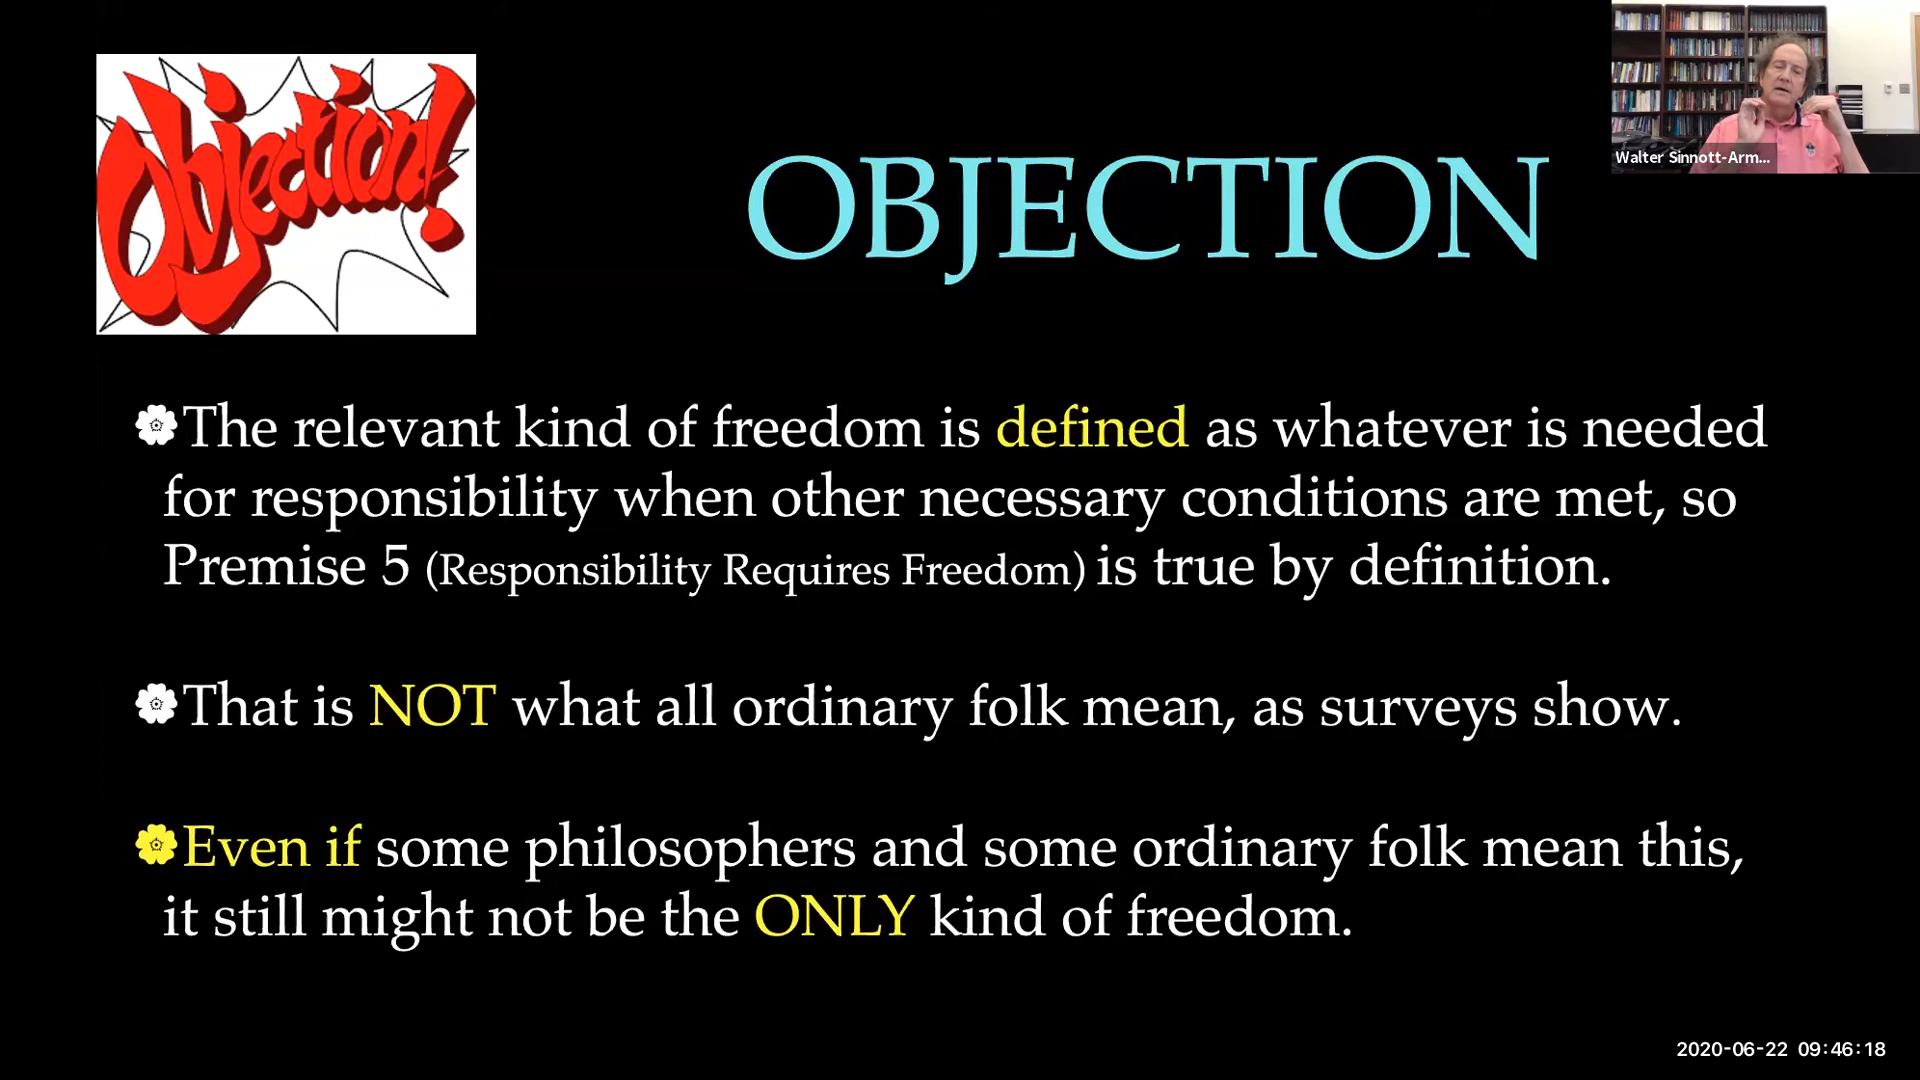 Objection!
OBJECTION
Walter Sinnott-Arm...
The relevant kind of freedom is defined as whatever is needed
for responsibility when other necessary conditions are met, so
Premise 5 (Responsibility Requires Freedom) is true by definition.
That is NOT what all ordinary folk mean, as surveys show.
Even if some philosophers and some ordinary folk mean this,
it still might not be the ONLY kind of freedom.
2020-06-22 09:46:18